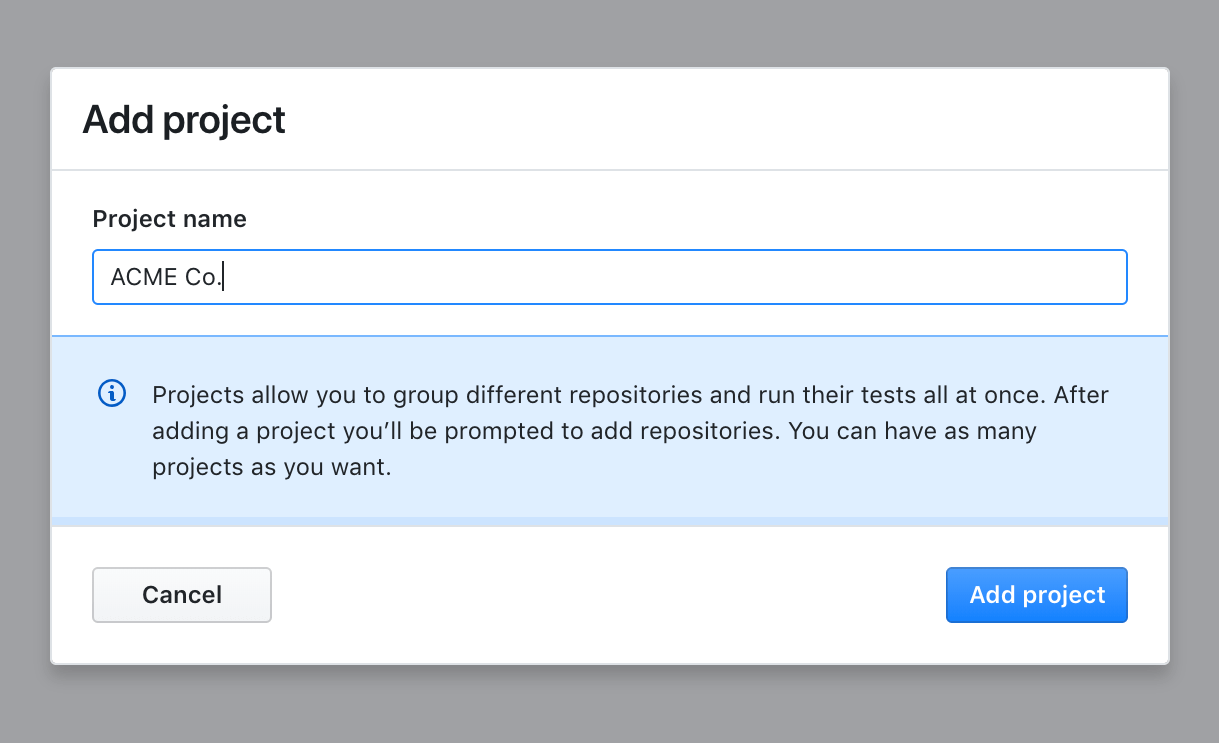 Add project
Project name
ACME Co.
Projects allow you to group different repositories and run their tests all at once. After
adding a project you’ll be prompted to add repositories. You can have as many
projects as you want.
Cancel
Add project